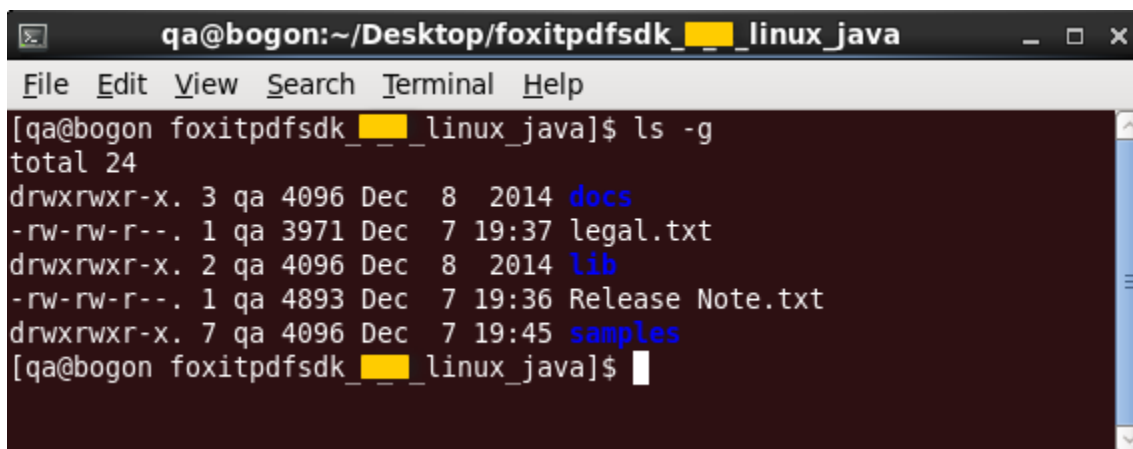 qa@bogon:~/Desktop/foxitpdfsdk_ _ _linux_java
File Edit View Search Terminal Help
[qa@bogon foxitpdfsdk_ _ _linux_java]$ ls -g
total 24
drwxrwxr-x. 3 qa 4096 Dec  8  2014 docs
-rw-rw-r--. 1 qa 3971 Dec  7 19:37 legal.txt
drwxrwxr-x. 2 qa 4096 Dec  8  2014 lib
-rw-rw-r--. 1 qa 4893 Dec  7 19:36 Release Note.txt
drwxrwxr-x. 7 qa 4096 Dec  7 19:45 samples
[qa@bogon foxitpdfsdk_ _ _linux_java]$